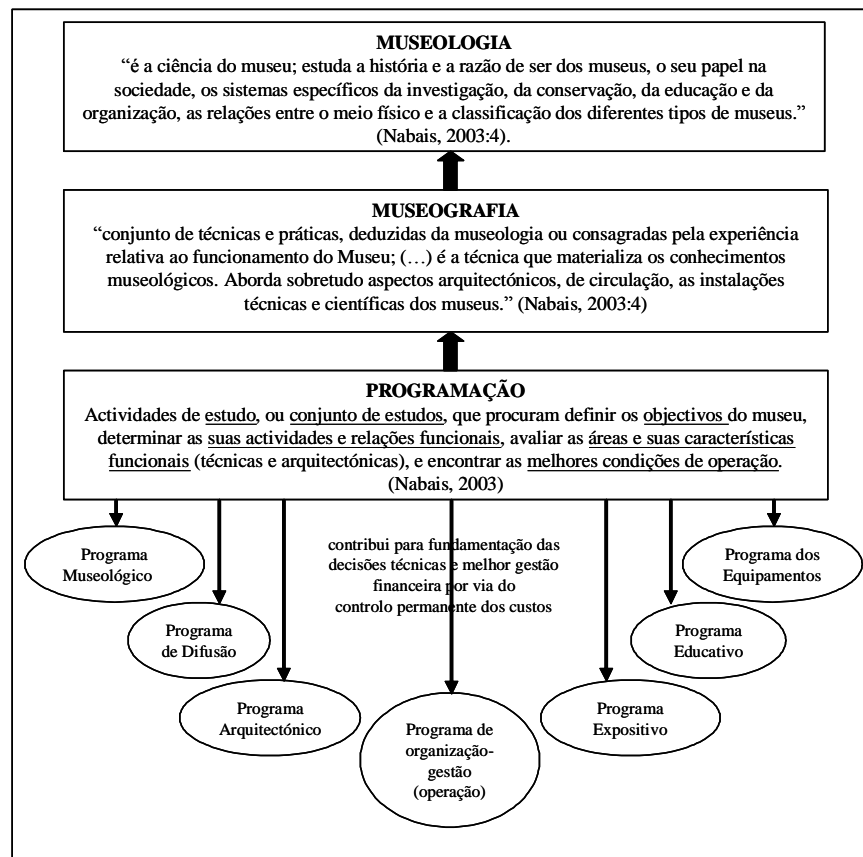 MUSEOLOGIA
“é a ciência do museu; estuda a história e a razão de ser dos museus, o seu papel na
sociedade, os sistemas específicos da investigação, da conservação, da educação e da
organização, as relações entre o meio físico e a classificação dos diferentes tipos de museus.”
(Nabais, 2003:4).
MUSEOGRAFIA
“conjunto de técnicas e práticas, deduzidas da museologia ou consagradas pela experiência
relativa ao funcionamento do Museu; (…) é a técnica que materializa os conhecimentos
museológicos. Aborda sobretudo aspectos arquitectónicos, de circulação, as instalações
técnicas e científicas dos museus.” (Nabais, 2003:4)
PROGRAMAÇÃO
Actividades de estudo, ou conjunto de estudos, que procuram definir os objectivos do museu,
determinar as suas actividades e relações funcionais, avaliar as áreas e suas características
funcionais (técnicas e arquitectónicas), e encontrar as melhores condições de operação.
(Nabais, 2003)
Programa
Museológico
contribui para fundamentação das
decisões técnicas e melhor gestão
financeira por via do
controlo permanente dos custos
Programa dos
Equipamentos
Programa
de Difusão
Programa
Educativo
Programa
Arquitectónico
Programa
Expositivo
Programa de
organização-
gestão
(operação)